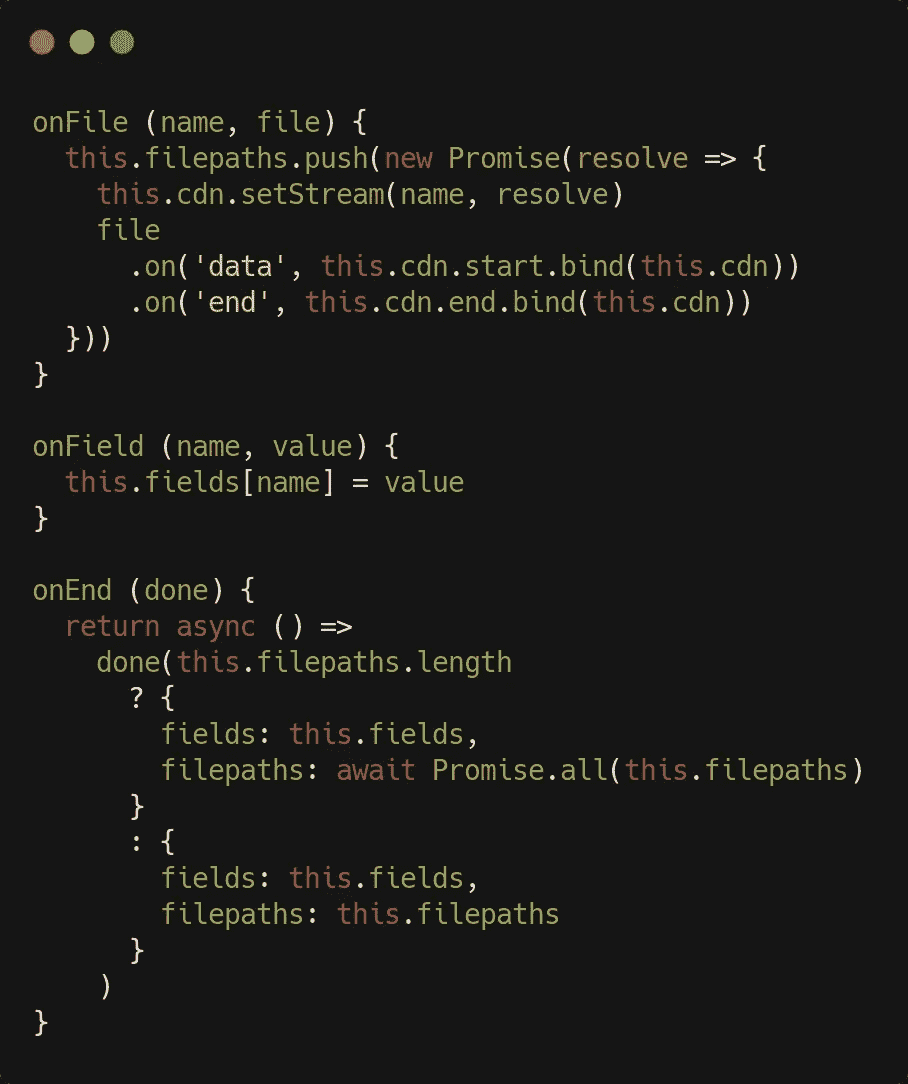 onFile (name, file) {
  this.filepaths.push(new Promise(resolve => {
    this.cdn.setStream(name, resolve)
    file
      .on('data', this.cdn.start.bind(this.cdn))
      .on('end', this.cdn.end.bind(this.cdn))
  }))
}

onField (name, value) {
  this.fields[name] = value
}

onEnd (done) {
  return async () =>
    done(this.filepaths.length
      ? {
        fields: this.fields,
        filepaths: await Promise.all(this.filepaths)
      }
      : {
        fields: this.fields,
        filepaths: this.filepaths
      }
    )
}